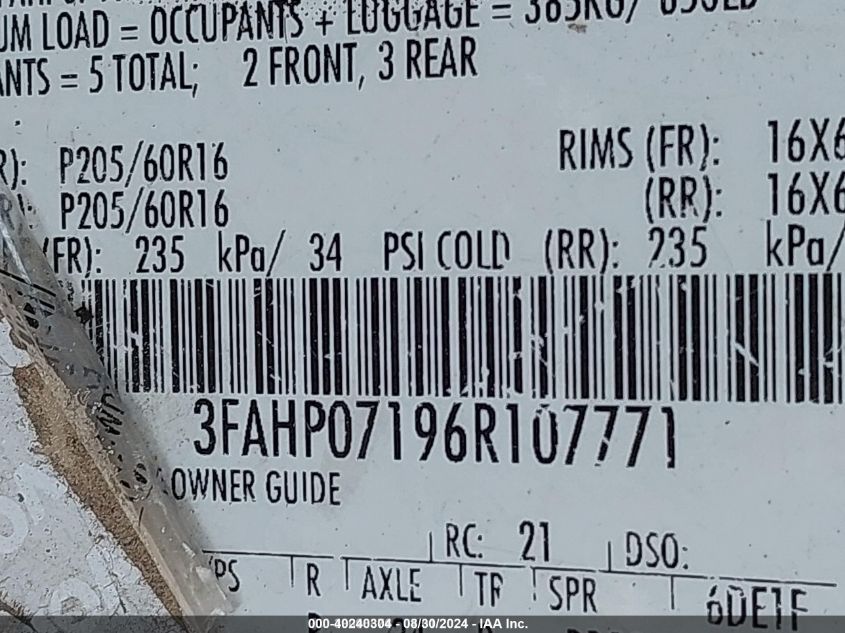 UM LOAD = OCCUPANTS + LUGGAGE = 385KG/ 850LB
ANTS = 5 TOTAL; 2 FRONT, 3 REAR
R): P205/60R16 RIMS (FR): 16X6
R): P205/60R16 (RR): 16X6
(FR): 235 kPa/ 34 PSI COLD (RR): 235 kPa/
3FAHP07196R107771
OWNER GUIDE
RC: 21 DSO:
/PS R AXLE TR SPR 6DE1F
000-40240304 - 08/30/2024 - IAA Inc.